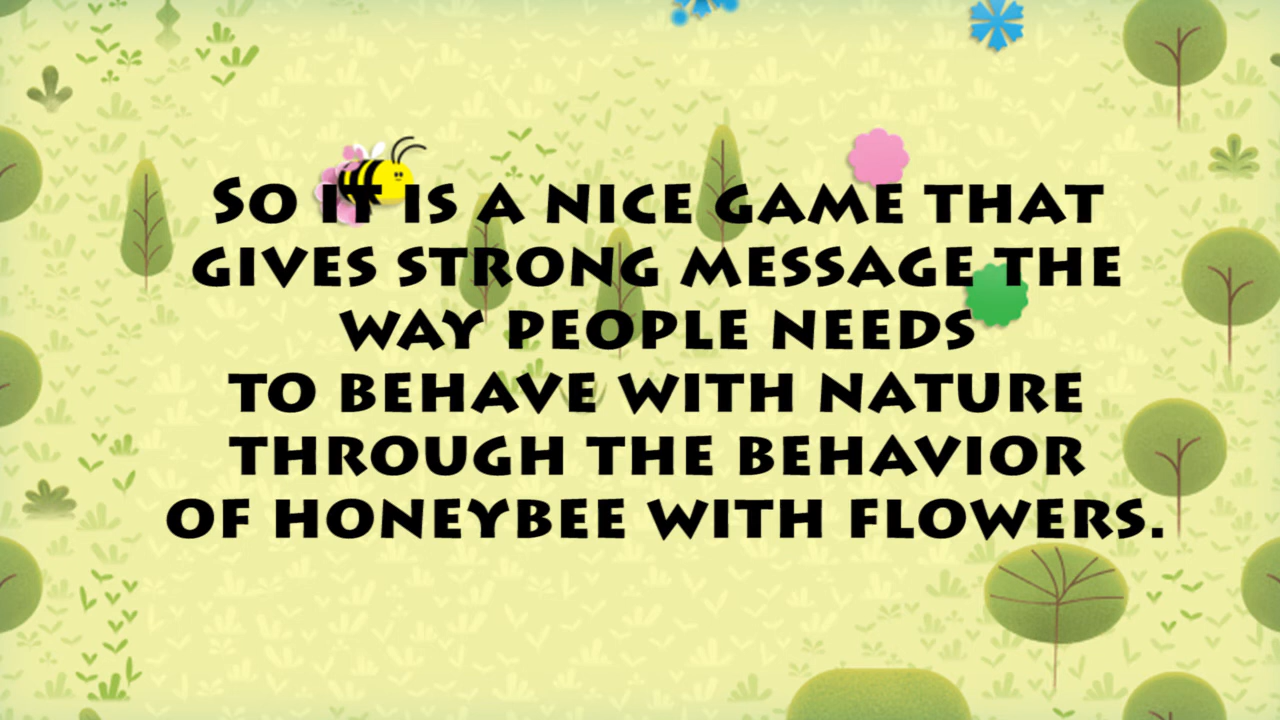 So it is a nice game that
gives strong message the
way people needs
to behave with nature
through the behavior
of honeybee with flowers.